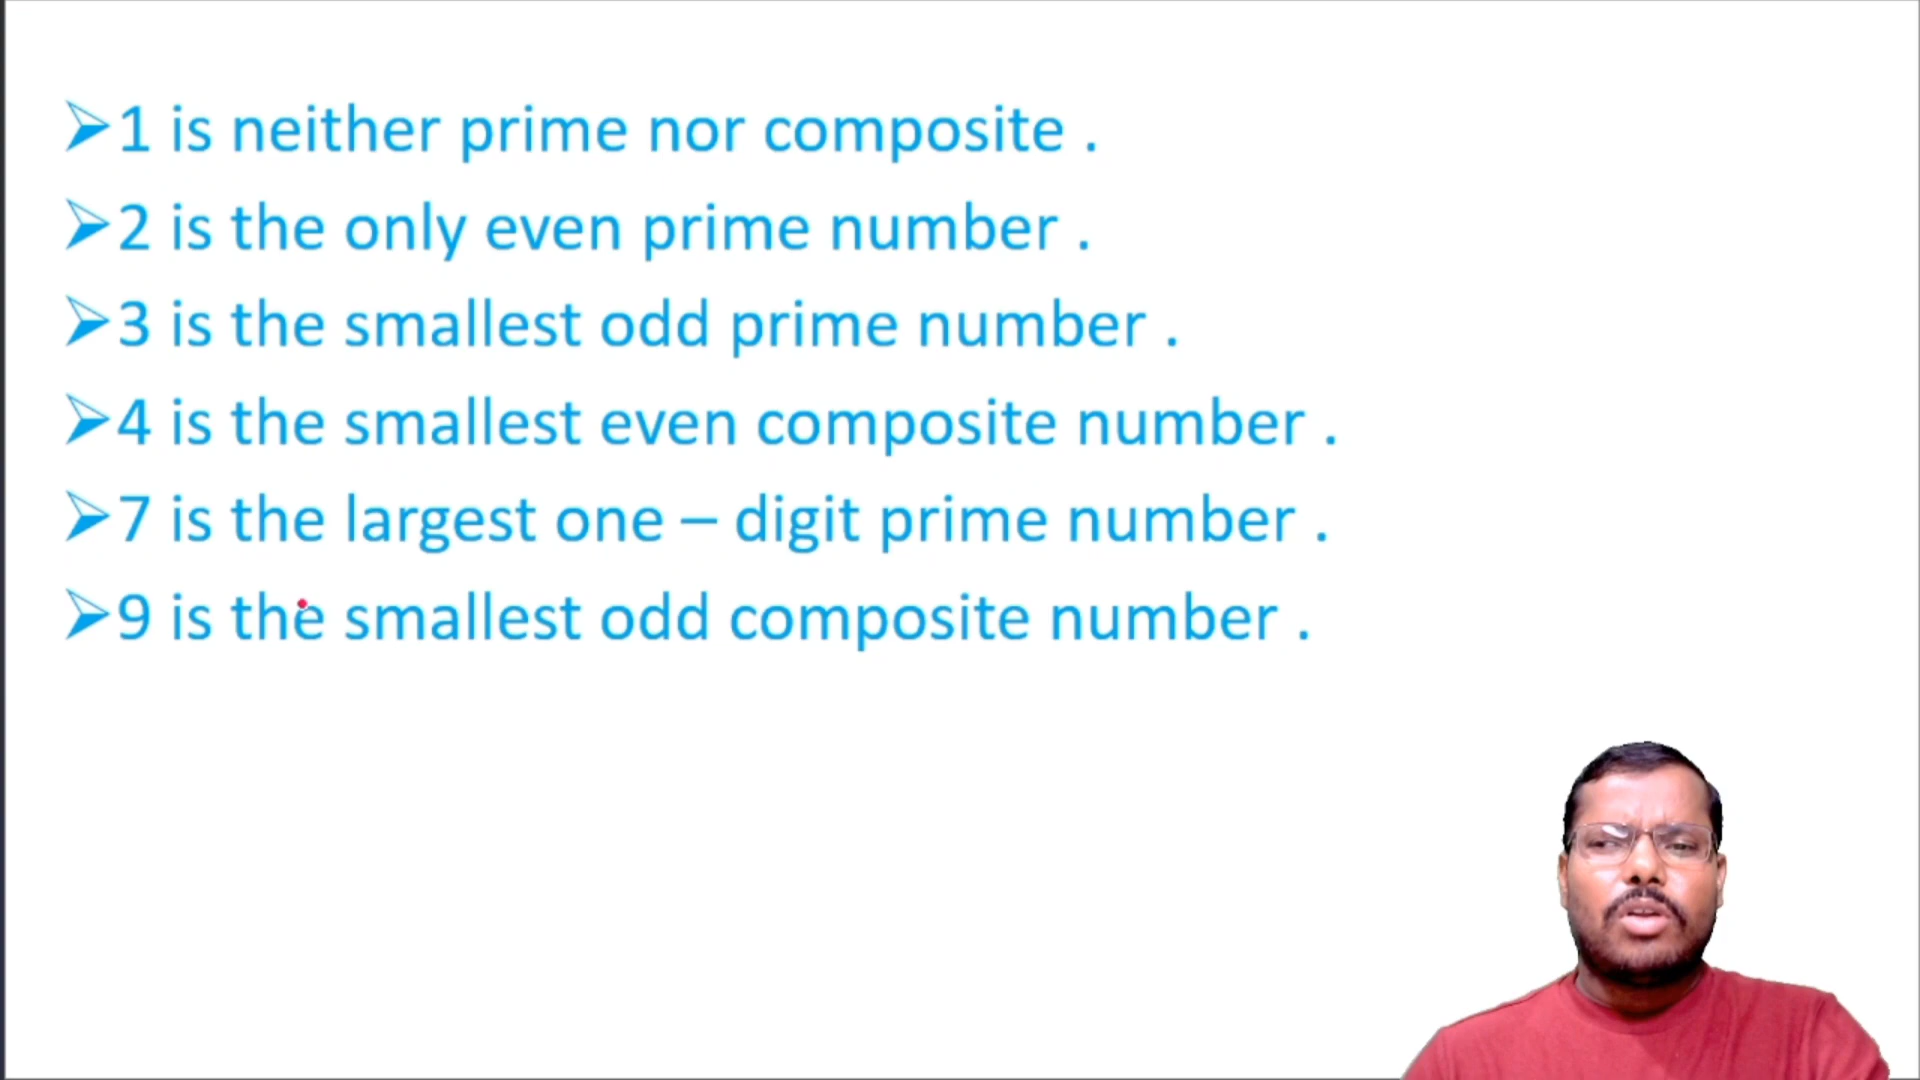 ➢1 is neither prime nor composite .
➢2 is the only even prime number .
➢3 is the smallest odd prime number .
➢4 is the smallest even composite number .
➢7 is the largest one – digit prime number .
➢9 is the smallest odd composite number .